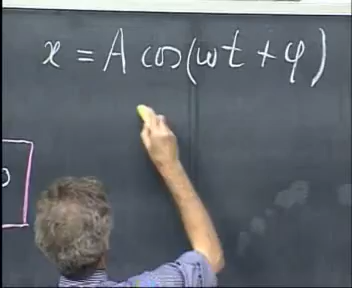 x = A cos(ωt + φ)